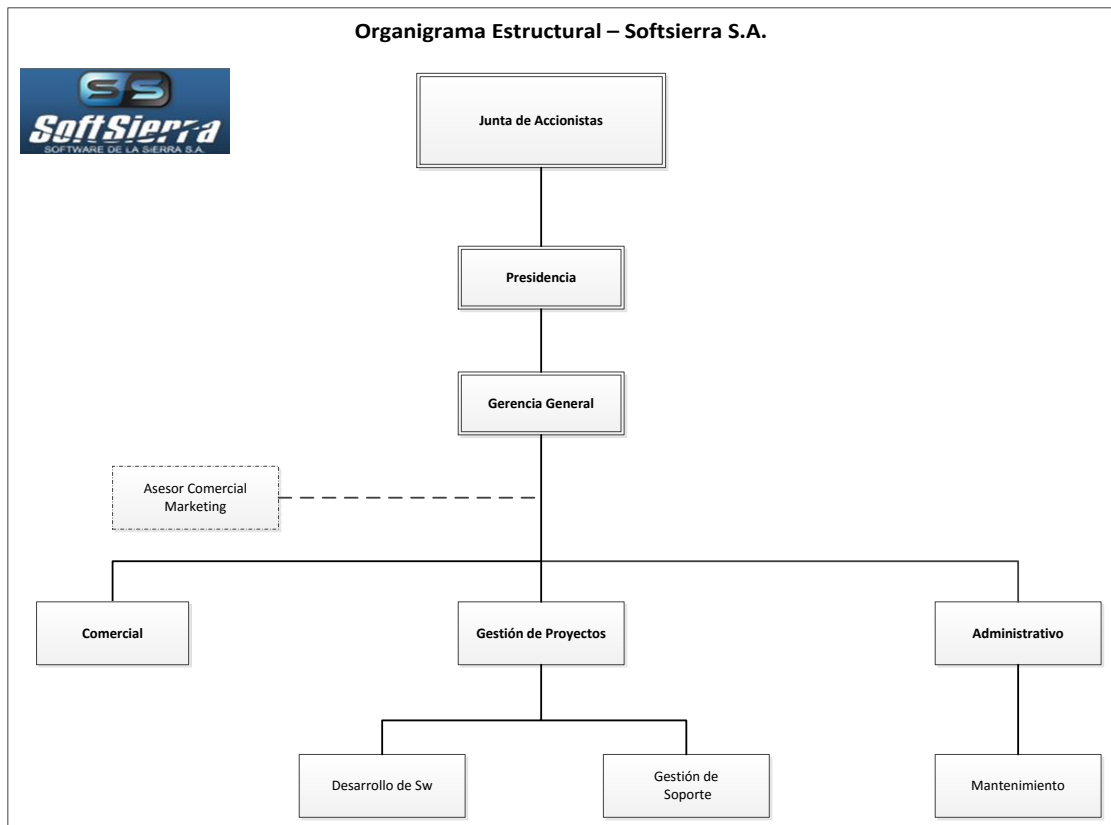 Organigrama Estructural – Softsierra S.A.
SS
SoftSierra
SOFTWARE DE LA SIERRA S.A.
Junta de Accionistas
Presidencia
Gerencia General
Asesor Comercial
Marketing
Comercial
Gestión de Proyectos
Administrativo
Desarrollo de Sw
Gestión de
Soporte
Mantenimiento